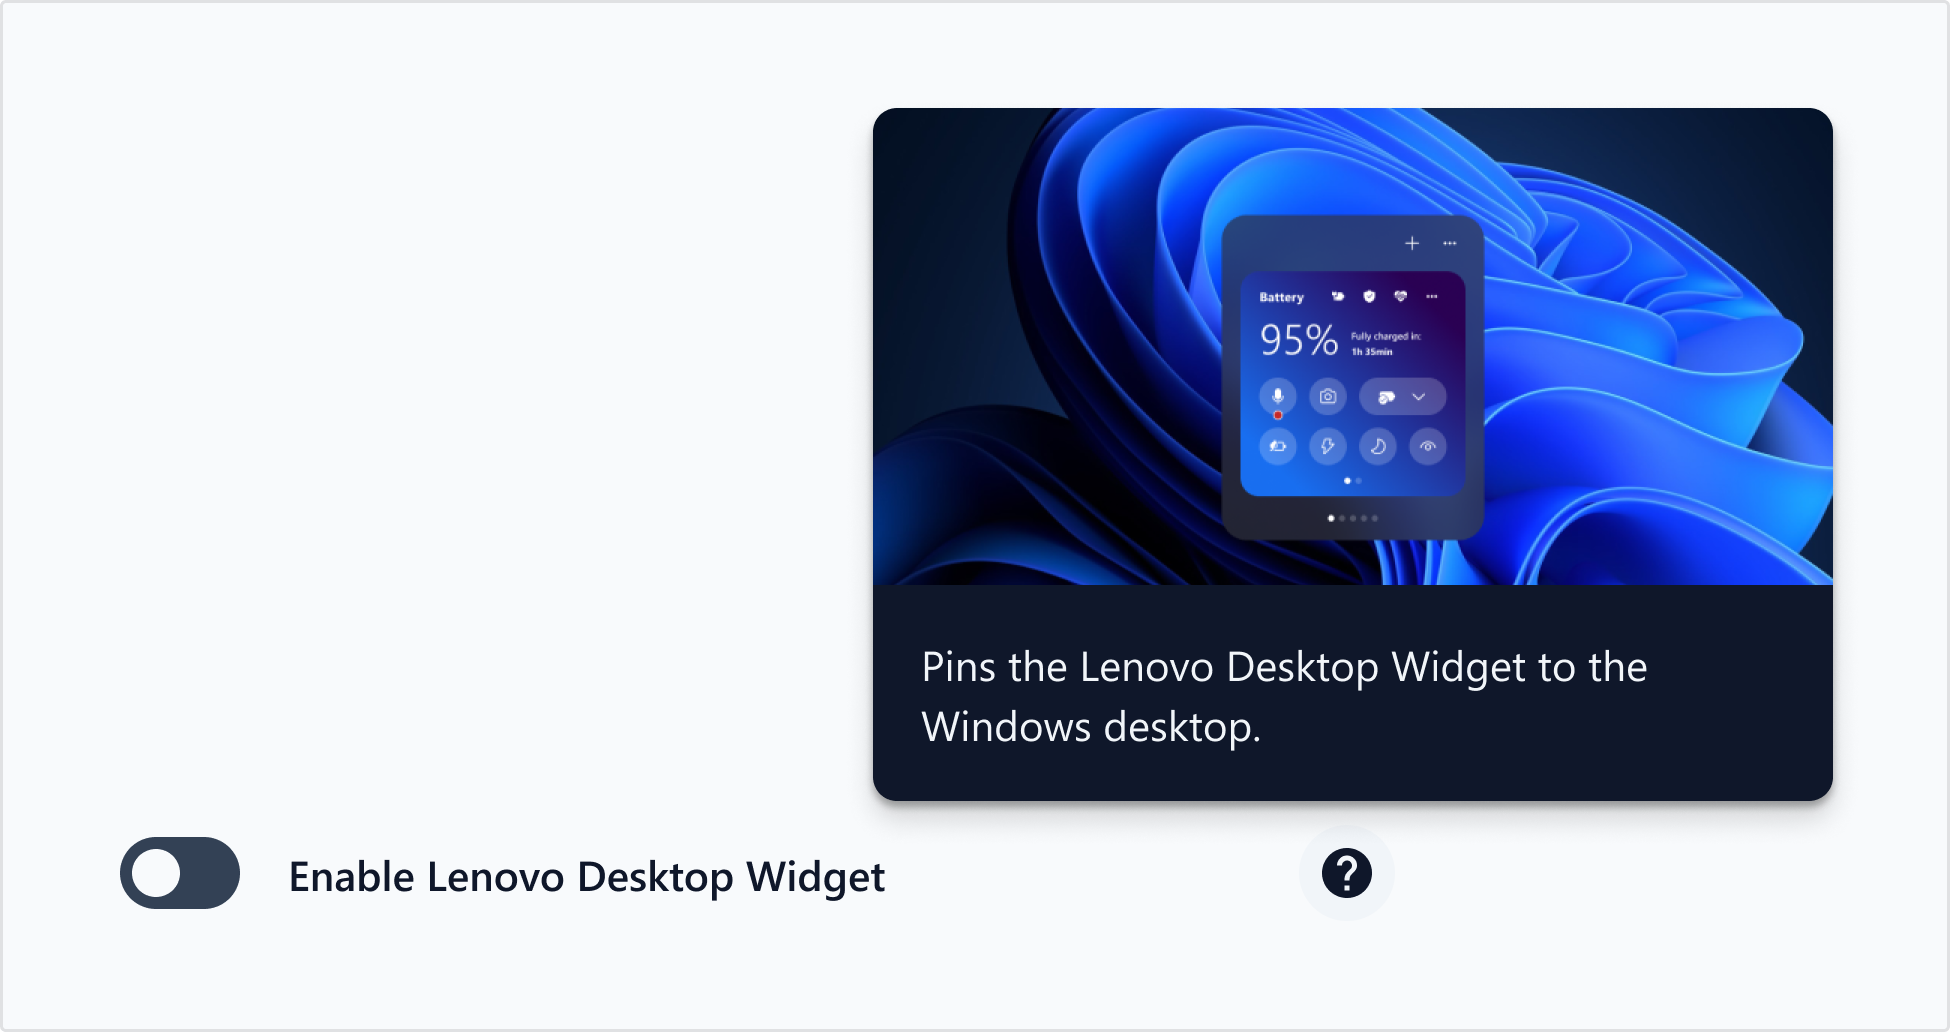 Battery
95%
Fully charged in:
1h 35min
Pins the Lenovo Desktop Widget to the
Windows desktop.
Enable Lenovo Desktop Widget
?